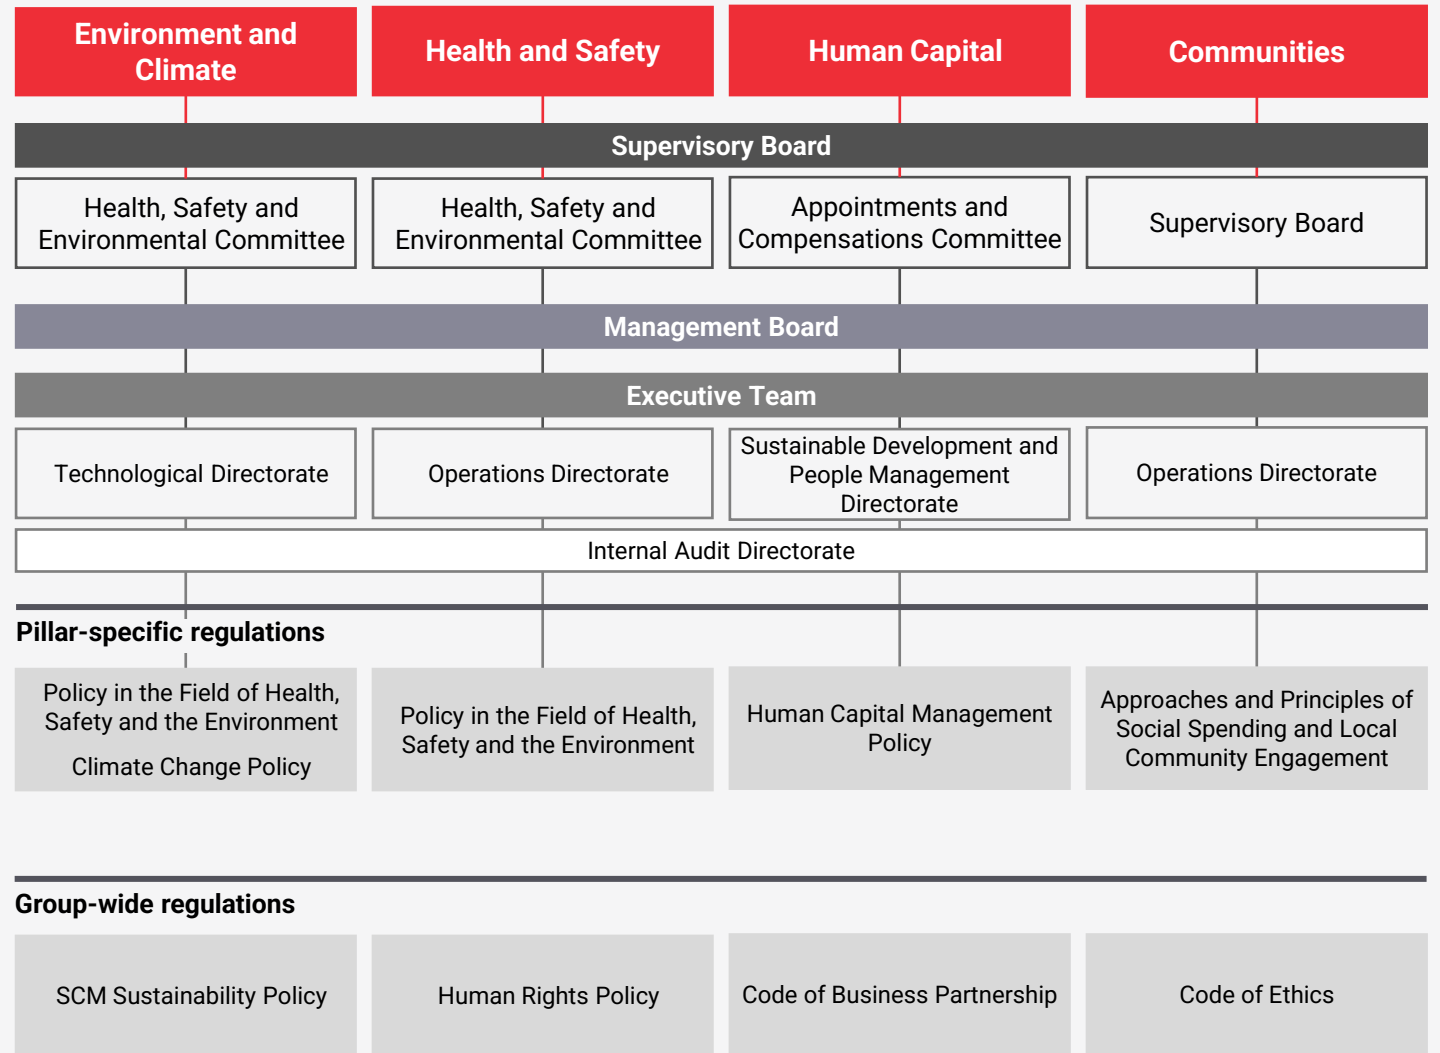 Environment and
Climate
Health and Safety
Human Capital
Communities
Supervisory Board
Health, Safety and
Environmental Committee
Health, Safety and
Environmental Committee
Appointments and
Compensations Committee
Supervisory Board
Management Board
Executive Team
Technological Directorate
Operations Directorate
Sustainable Development and
People Management
Directorate
Operations Directorate
Internal Audit Directorate
Pillar-specific regulations
Policy in the Field of Health,
Safety and the Environment
Climate Change Policy
Policy in the Field of Health,
Safety and the Environment
Human Capital Management
Policy
Approaches and Principles of
Social Spending and Local
Community Engagement
Group-wide regulations
SCM Sustainability Policy
Human Rights Policy
Code of Business Partnership
Code of Ethics